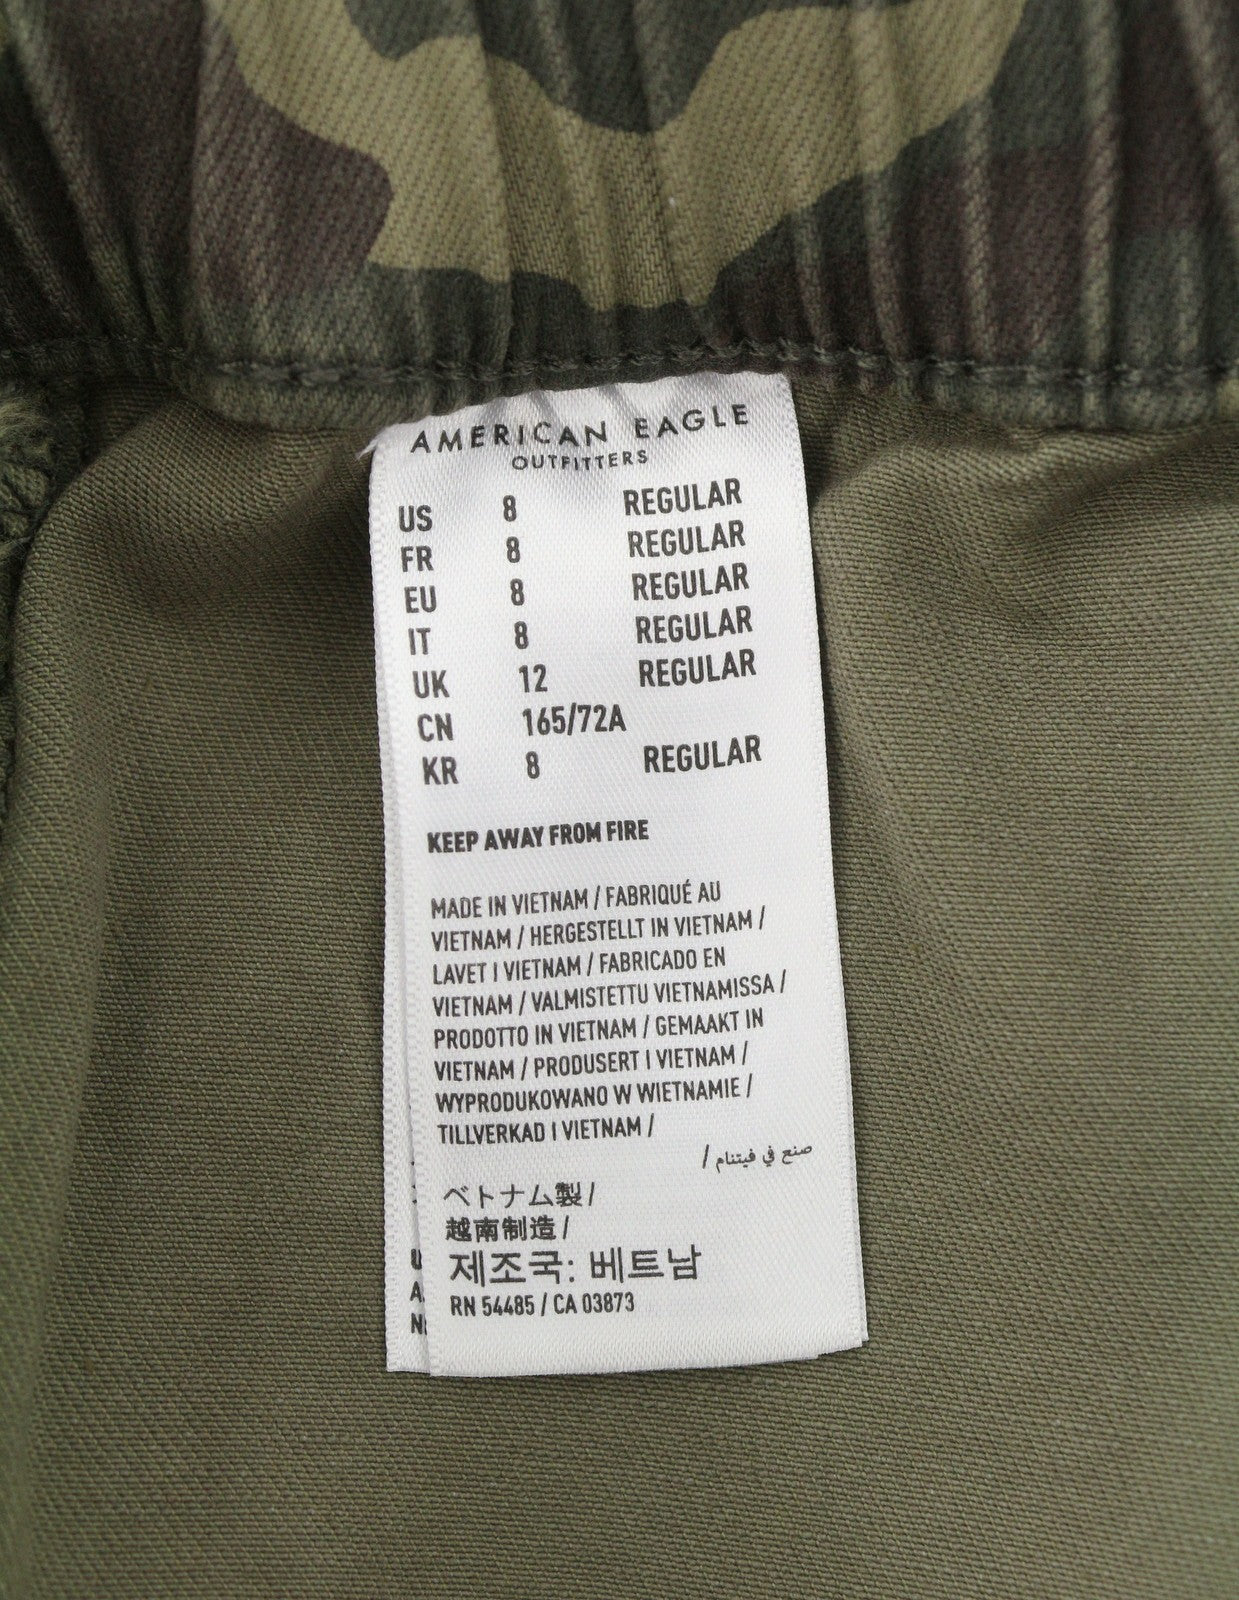 AMERICAN EAGLE
OUTFITTERS
US 8 REGULAR
FR 8 REGULAR
EU 8 REGULAR
IT 8 REGULAR
UK 12 REGULAR
CN 165/72A
KR 8 REGULAR
KEEP AWAY FROM FIRE
MADE IN VIETNAM / FABRIQUÉ AU
VIETNAM / HERGESTELLT IN VIETNAM /
LAVET I VIETNAM / FABRICADO EN
VIETNAM / VALMISTETTU VIETNAMISSA /
PRODOTTO IN VIETNAM / GEMAAKT IN
VIETNAM / PRODUSERT I VIETNAM /
WYPRODUKOWANO W WIETNAMIE /
TILLVERKAD I VIETNAM /
صنع في فيتنام /
ベトナム製 /
越南制造 /
제조국: 베트남
RN 54485 / CA 03873